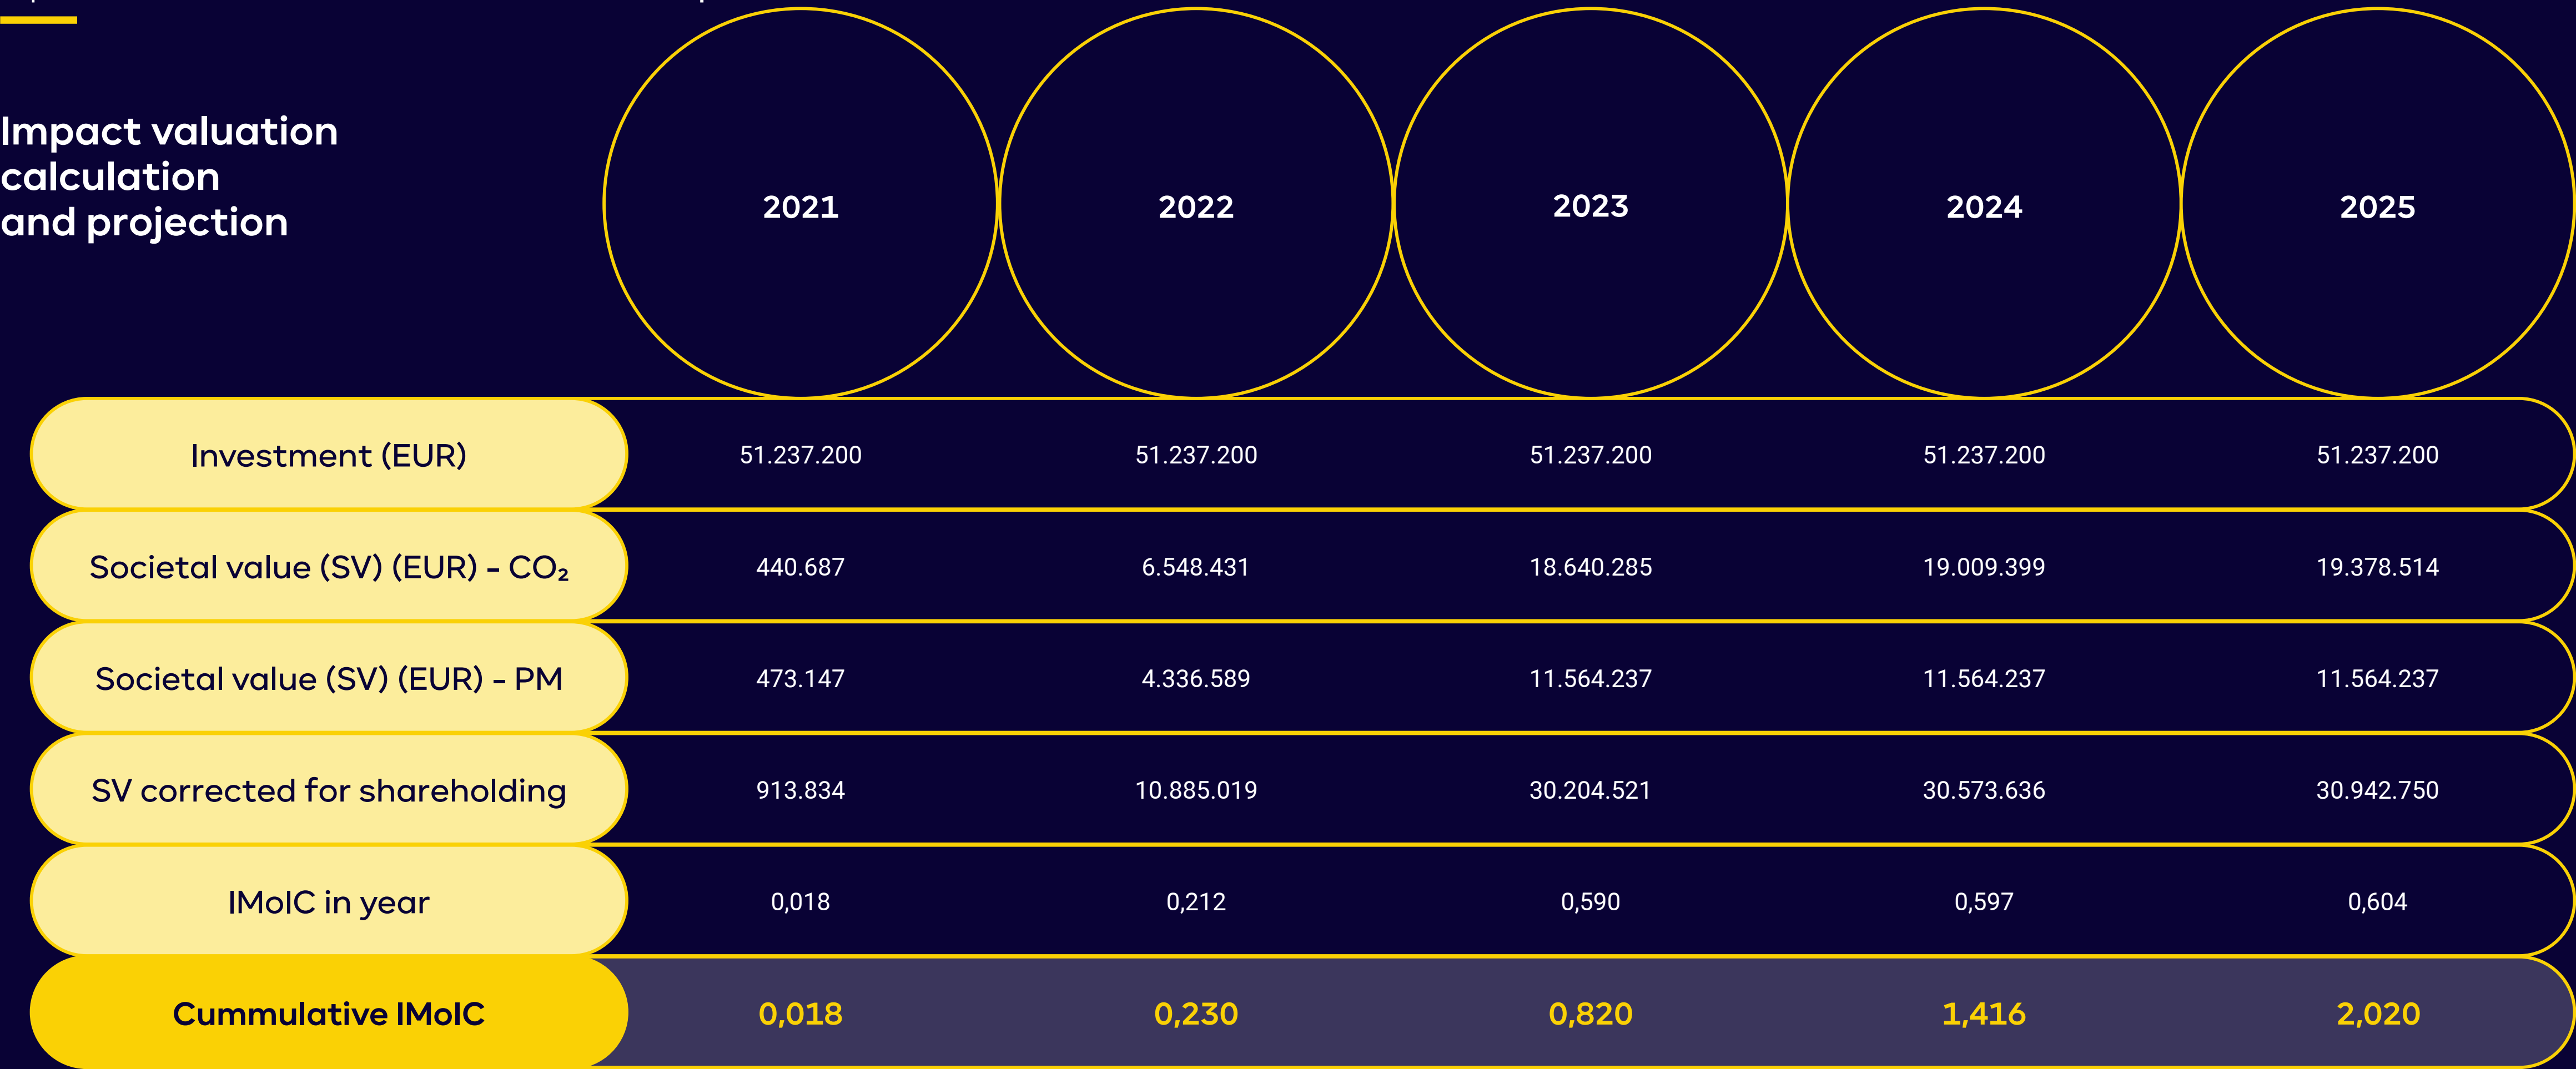 Impact valuation
calculation
and projection
2021 2022 2023 2024 2025
Investment (EUR) 51.237.200 51.237.200 51.237.200 51.237.200 51.237.200
Societal value (SV) (EUR) - CO₂ 440.687 6.548.431 18.640.285 19.009.399 19.378.514
Societal value (SV) (EUR) - PM 473.147 4.336.589 11.564.237 11.564.237 11.564.237
SV corrected for shareholding 913.834 10.885.019 30.204.521 30.573.636 30.942.750
IMoIC in year 0,018 0,212 0,590 0,597 0,604
Cummulative IMoIC 0,018 0,230 0,820 1,416 2,020